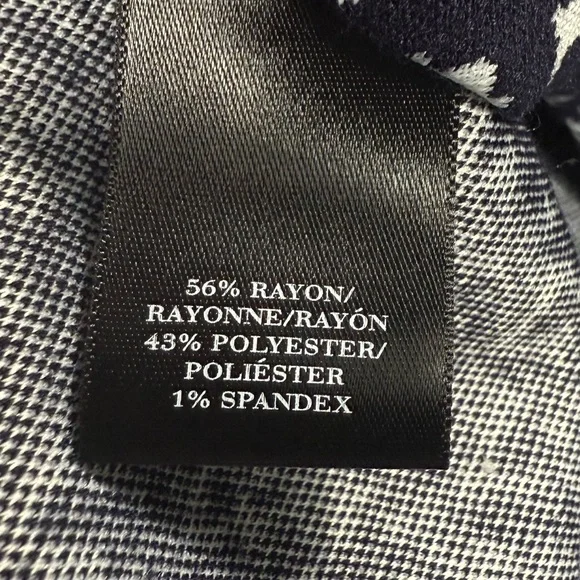 56% RAYON/
RAYONNE/RAYÓN
43% POLYESTER/
POLIÉSTER
1% SPANDEX